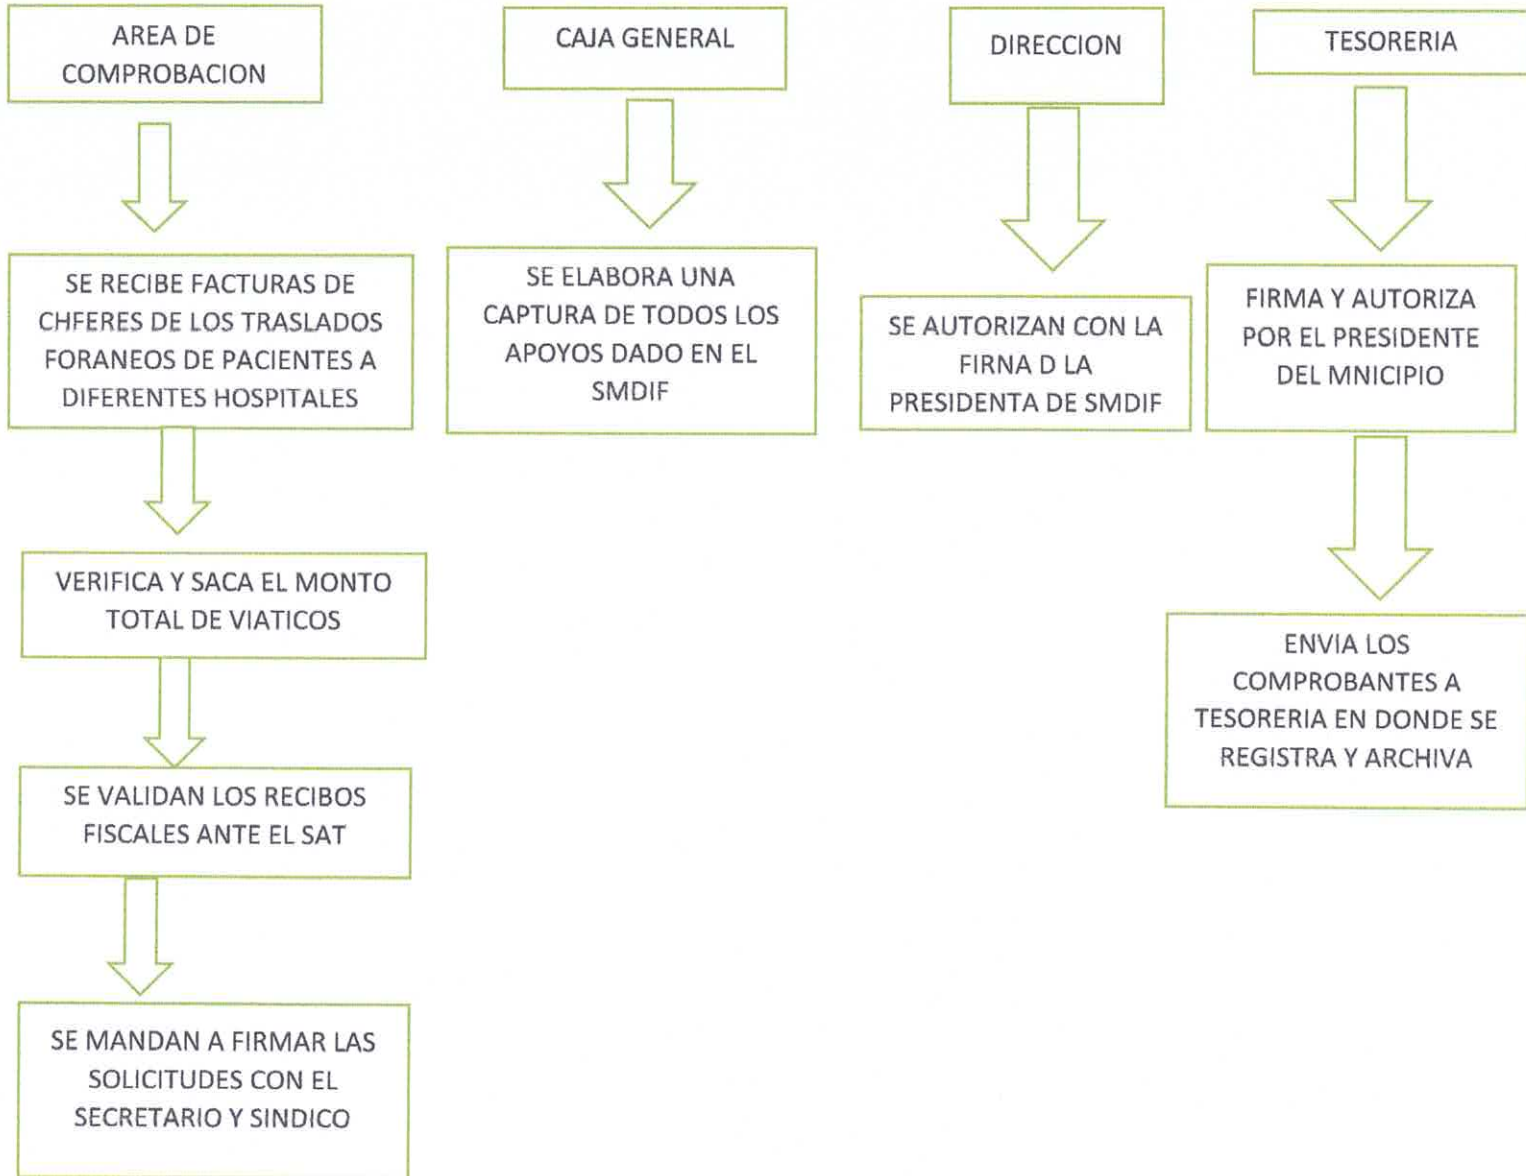 AREA DE
COMPROBACION
SE RECIBE FACTURAS DE
CHFERES DE LOS TRASLADOS
FORANEOS DE PACIENTES A
DIFERENTES HOSPITALES
VERIFICA Y SACA EL MONTO
TOTAL DE VIATICOS
SE VALIDAN LOS RECIBOS
FISCALES ANTE EL SAT
SE MANDAN A FIRMAR LAS
SOLICITUDES CON EL
SECRETARIO Y SINDICO
CAJA GENERAL
SE ELABORA UNA
CAPTURA DE TODOS LOS
APOYOS DADO EN EL
SMDIF
DIRECCION
SE AUTORIZAN CON LA
FIRNA D LA
PRESIDENTA DE SMDIF
TESORERIA
FIRMA Y AUTORIZA
POR EL PRESIDENTE
DEL MNICIPIO
ENVIA LOS
COMPROBANTES A
TESORERIA EN DONDE SE
REGISTRA Y ARCHIVA